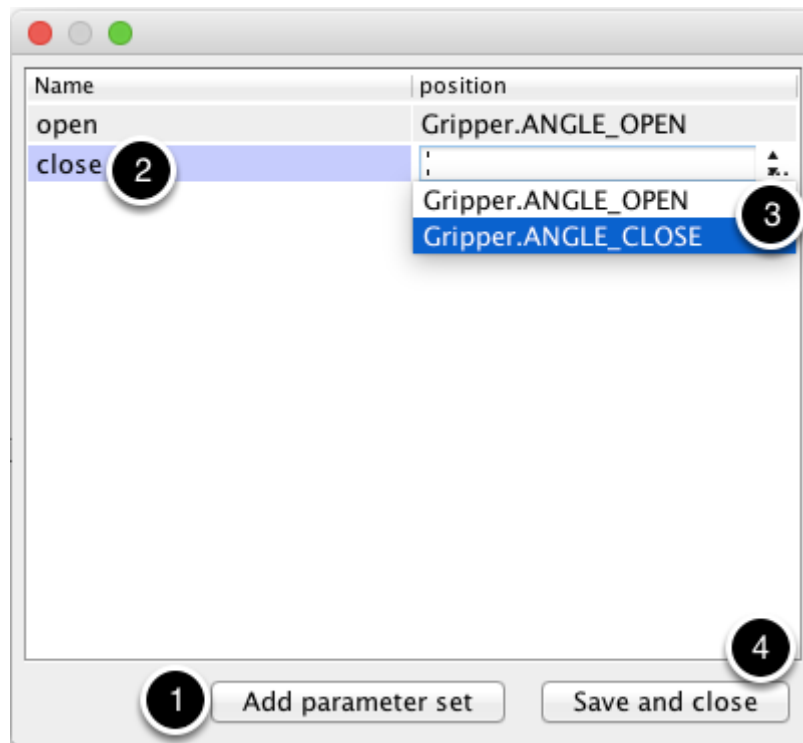 Name position
open Gripper.ANGLE_OPEN
close 2
Gripper.ANGLE_OPEN
3
Gripper.ANGLE_CLOSE
4
1 Add parameter set Save and close